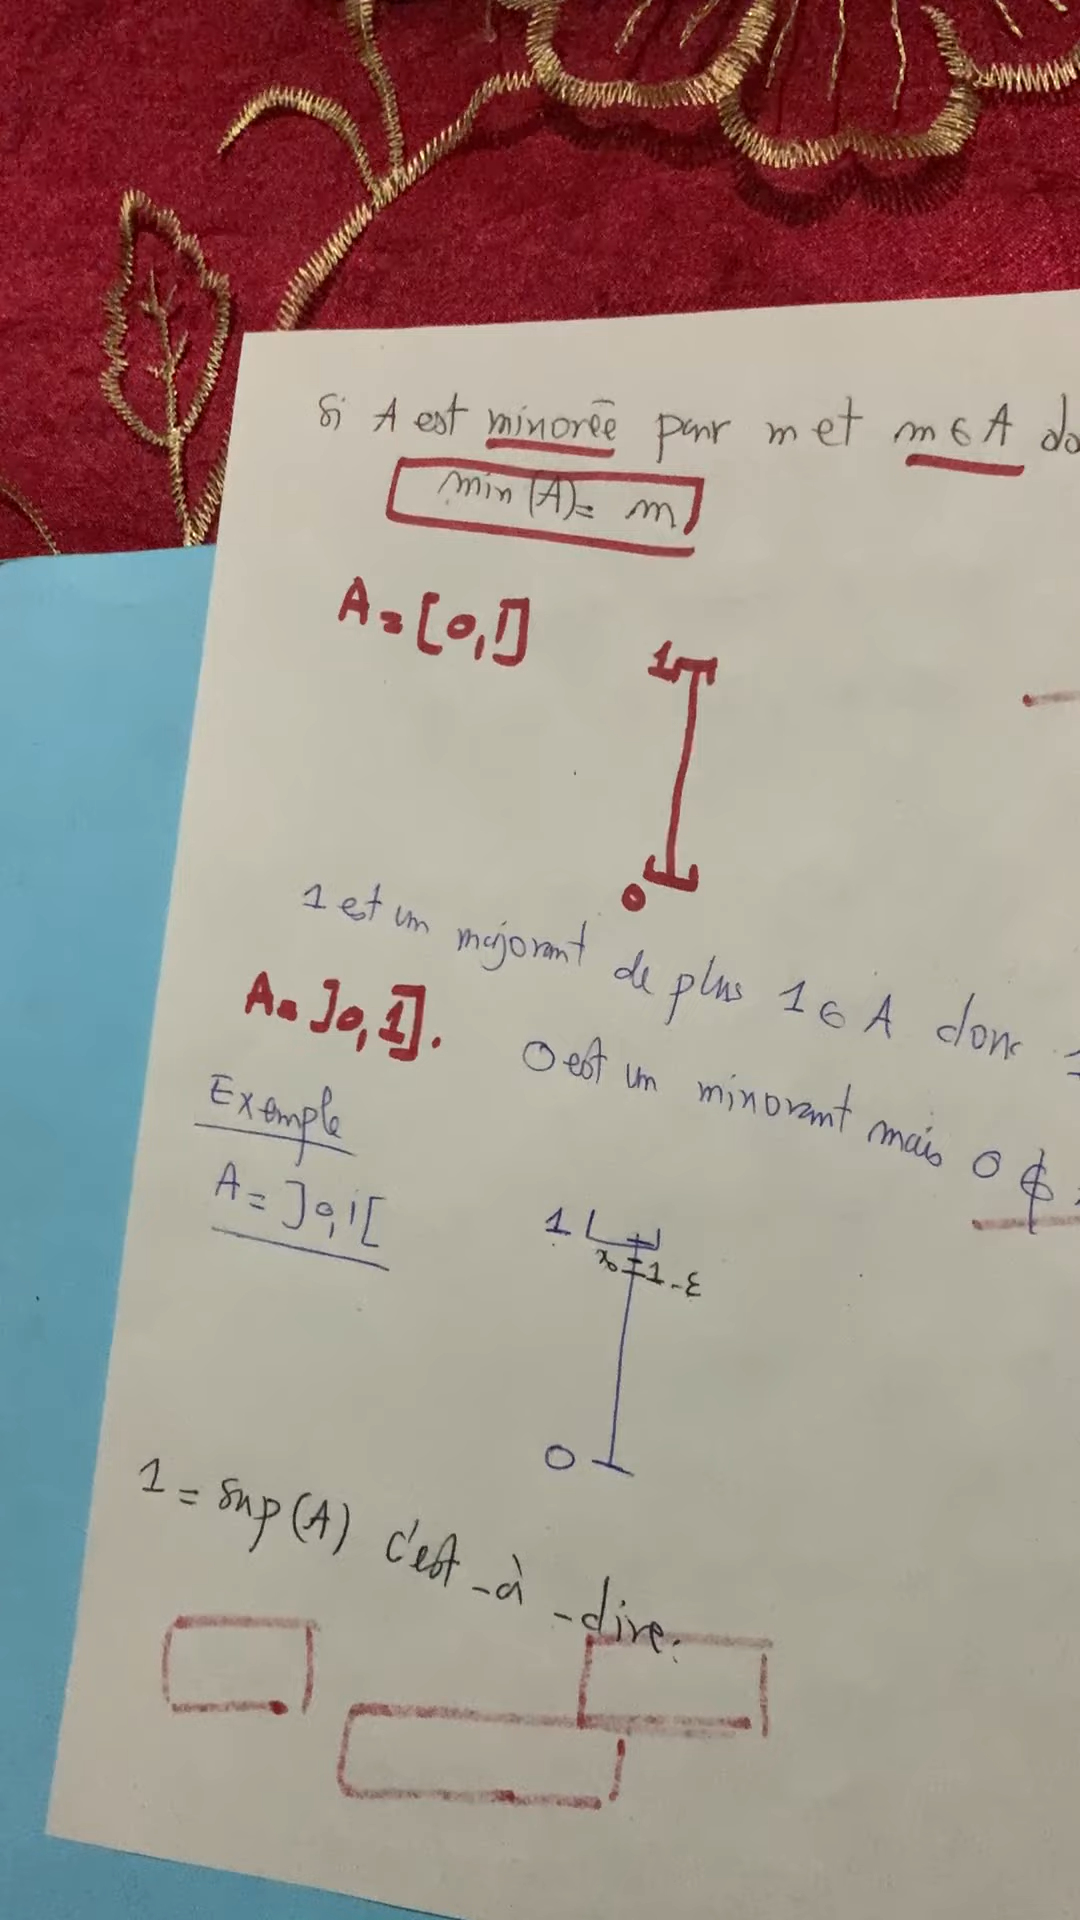 Si A est minorée par m et m ∈ A do
min(A) = m
A = [0,1]
1
0
1 est un majorant de plus 1 ∈ A donc 1
A = ]0,1].
0 est un minorant mais 0 ∉
Exemple
A = ]0,1[
1
x 1-ε
0
1 = sup(A) c'est-à-dire.